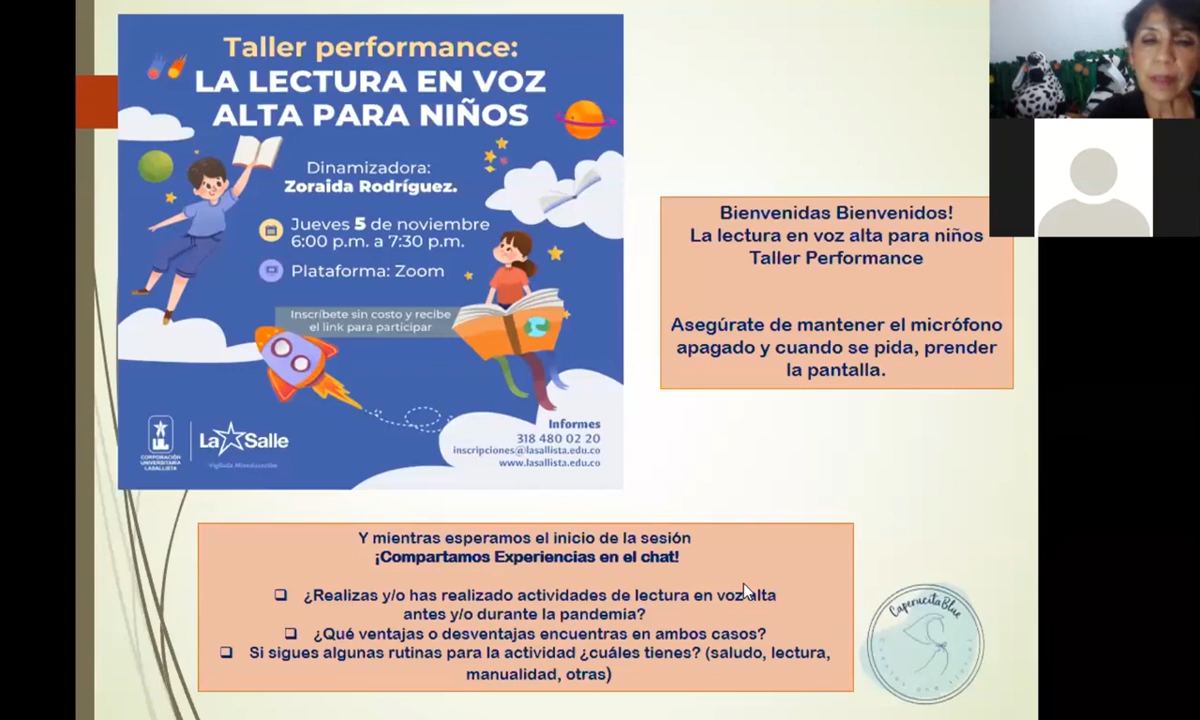 Taller performance:
LA LECTURA EN VOZ
ALTA PARA NIÑOS
Dinamizadora:
Zoraida Rodríguez.
Jueves 5 de noviembre
6:00 p.m. a 7:30 p.m.
Plataforma: Zoom
Inscríbete sin costo y recibe
el link para participar
CORPORACIÓN
UNIVERSITARIA
LASALLISTA
La Salle
Vigilada Mineducación
Informes
318 480 02 20
inscripciones@lasallista.edu.co
www.lasallista.edu.co
Bienvenidas Bienvenidos!
La lectura en voz alta para niños
Taller Performance
Asegúrate de mantener el micrófono
apagado y cuando se pida, prender
la pantalla.
Y mientras esperamos el inicio de la sesión
¡Compartamos Experiencias en el chat!
¿Realizas y/o has realizado actividades de lectura en voz alta
antes y/o durante la pandemia?
¿Qué ventajas o desventajas encuentras en ambos casos?
Si sigues algunas rutinas para la actividad ¿cuáles tienes? (saludo, lectura,
manualidad, otras)
CaperucitaBlue